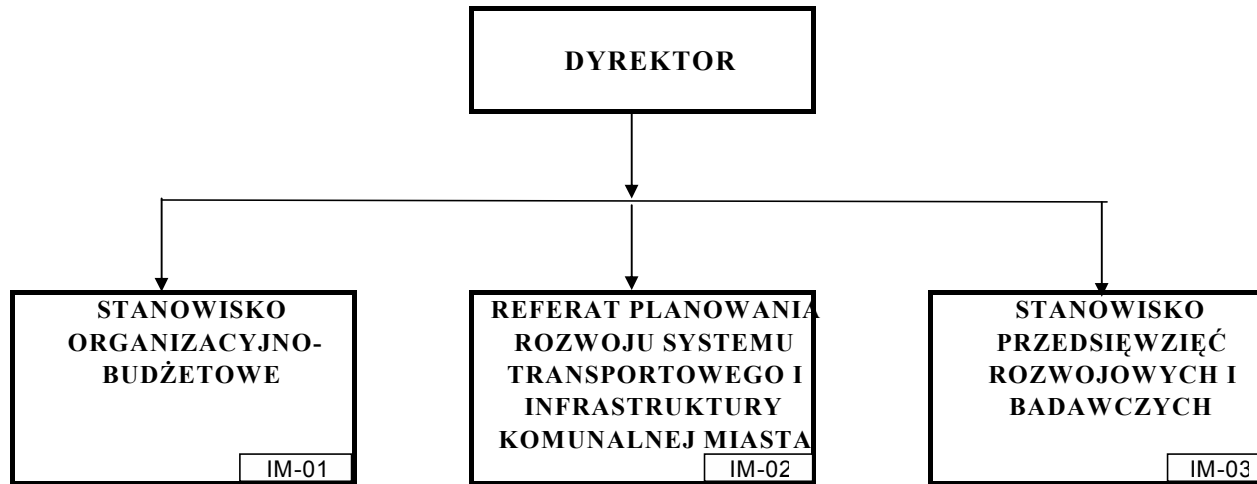 DYREKTOR
STANOWISKO
ORGANIZACYJNO-
BUDŻETOWE
IM-01
REFERAT PLANOWANIA
ROZWOJU SYSTEMU
TRANSPORTOWEGO I
INFRASTRUKTURY
KOMUNALNEJ MIASTA
IM-02
STANOWISKO
PRZEDSIĘWZIĘĆ
ROZWOJOWYCH I
BADAWCZYCH
IM-03